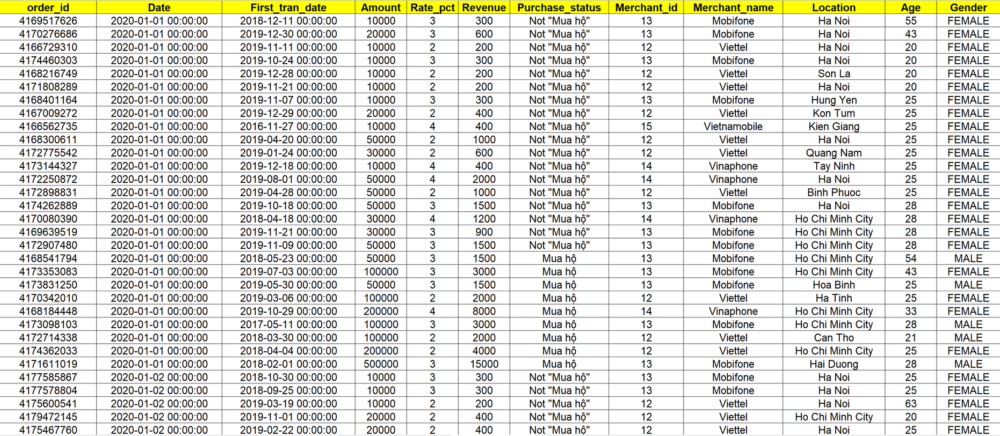 order_id Date First_tran_date Amount Rate_pct Revenue Purchase_status Merchant_id Merchant_name Location Age Gender
4169517626 2020-01-01 00:00:00 2018-12-11 00:00:00 10000 3 300 Not "Mua hộ" 13 Mobifone Ha Noi 55 FEMALE
4170276686 2020-01-01 00:00:00 2019-12-30 00:00:00 20000 3 600 Not "Mua hộ" 13 Mobifone Ha Noi 43 FEMALE
4166729310 2020-01-01 00:00:00 2019-11-11 00:00:00 10000 2 200 Not "Mua hộ" 12 Viettel Ha Noi 20 FEMALE
4174460303 2020-01-01 00:00:00 2019-10-24 00:00:00 10000 3 300 Not "Mua hộ" 13 Mobifone Ha Noi 20 FEMALE
4168216749 2020-01-01 00:00:00 2019-12-28 00:00:00 10000 2 200 Not "Mua hộ" 12 Viettel Son La 20 FEMALE
4171808289 2020-01-01 00:00:00 2019-11-21 00:00:00 10000 2 200 Not "Mua hộ" 12 Viettel Ha Noi 20 FEMALE
4168401164 2020-01-01 00:00:00 2019-11-07 00:00:00 10000 3 300 Not "Mua hộ" 13 Mobifone Hung Yen 25 FEMALE
4167009272 2020-01-01 00:00:00 2019-12-29 00:00:00 20000 2 400 Not "Mua hộ" 12 Viettel Kon Tum 25 FEMALE
4166562735 2020-01-01 00:00:00 2016-11-27 00:00:00 10000 4 400 Not "Mua hộ" 15 Vietnamobile Kien Giang 25 FEMALE
4168300611 2020-01-01 00:00:00 2019-04-20 00:00:00 50000 2 1000 Not "Mua hộ" 12 Viettel Ha Noi 25 FEMALE
4172775542 2020-01-01 00:00:00 2019-01-24 00:00:00 30000 2 600 Not "Mua hộ" 12 Viettel Quang Nam 25 FEMALE
4173144327 2020-01-01 00:00:00 2019-12-18 00:00:00 10000 4 400 Not "Mua hộ" 14 Vinaphone Tay Ninh 25 FEMALE
4172250872 2020-01-01 00:00:00 2019-08-01 00:00:00 50000 4 2000 Not "Mua hộ" 14 Vinaphone Ha Noi 25 FEMALE
4172898831 2020-01-01 00:00:00 2019-04-28 00:00:00 50000 2 1000 Not "Mua hộ" 12 Viettel Binh Phuoc 25 FEMALE
4174262889 2020-01-01 00:00:00 2019-10-18 00:00:00 50000 3 1500 Not "Mua hộ" 13 Mobifone Ha Noi 28 FEMALE
4170080390 2020-01-01 00:00:00 2018-04-18 00:00:00 30000 4 1200 Not "Mua hộ" 14 Vinaphone Ho Chi Minh City 28 FEMALE
4169639519 2020-01-01 00:00:00 2019-11-21 00:00:00 30000 3 900 Not "Mua hộ" 13 Mobifone Ho Chi Minh City 28 FEMALE
4172907480 2020-01-01 00:00:00 2019-11-09 00:00:00 50000 3 1500 Not "Mua hộ" 13 Mobifone Ho Chi Minh City 28 FEMALE
4168541794 2020-01-01 00:00:00 2018-05-23 00:00:00 50000 3 1500 Mua hộ 13 Mobifone Ho Chi Minh City 54 MALE
4173353083 2020-01-01 00:00:00 2019-07-03 00:00:00 100000 3 3000 Mua hộ 13 Mobifone Ho Chi Minh City 43 FEMALE
4173831250 2020-01-01 00:00:00 2019-05-30 00:00:00 50000 3 1500 Mua hộ 13 Mobifone Hoa Binh 25 MALE
4170342010 2020-01-01 00:00:00 2019-03-06 00:00:00 100000 2 2000 Mua hộ 12 Viettel Ha Tinh 25 FEMALE
4168184448 2020-01-01 00:00:00 2019-10-29 00:00:00 200000 4 8000 Mua hộ 14 Vinaphone Ho Chi Minh City 33 FEMALE
4173098103 2020-01-01 00:00:00 2017-05-11 00:00:00 100000 3 3000 Mua hộ 13 Mobifone Ho Chi Minh City 28 MALE
4172714338 2020-01-01 00:00:00 2018-03-30 00:00:00 100000 2 2000 Mua hộ 12 Viettel Can Tho 21 MALE
4174362033 2020-01-01 00:00:00 2018-04-04 00:00:00 200000 2 4000 Mua hộ 12 Viettel Ho Chi Minh City 25 FEMALE
4171611019 2020-01-01 00:00:00 2018-02-01 00:00:00 500000 3 15000 Mua hộ 13 Mobifone Hai Duong 28 MALE
4177585867 2020-01-02 00:00:00 2018-10-30 00:00:00 10000 3 300 Not "Mua hộ" 13 Mobifone Ha Noi 25 FEMALE
4177578804 2020-01-02 00:00:00 2018-09-25 00:00:00 10000 3 300 Not "Mua hộ" 13 Mobifone Ha Noi 25 FEMALE
4175600541 2020-01-02 00:00:00 2019-03-19 00:00:00 10000 2 200 Not "Mua hộ" 12 Viettel Ha Noi 63 FEMALE
4179472145 2020-01-02 00:00:00 2019-11-01 00:00:00 20000 2 400 Not "Mua hộ" 12 Viettel Ho Chi Minh City 20 FEMALE
4175467760 2020-01-02 00:00:00 2019-02-22 00:00:00 20000 2 400 Not "Mua hộ" 12 Viettel Ha Noi 25 FEMALE